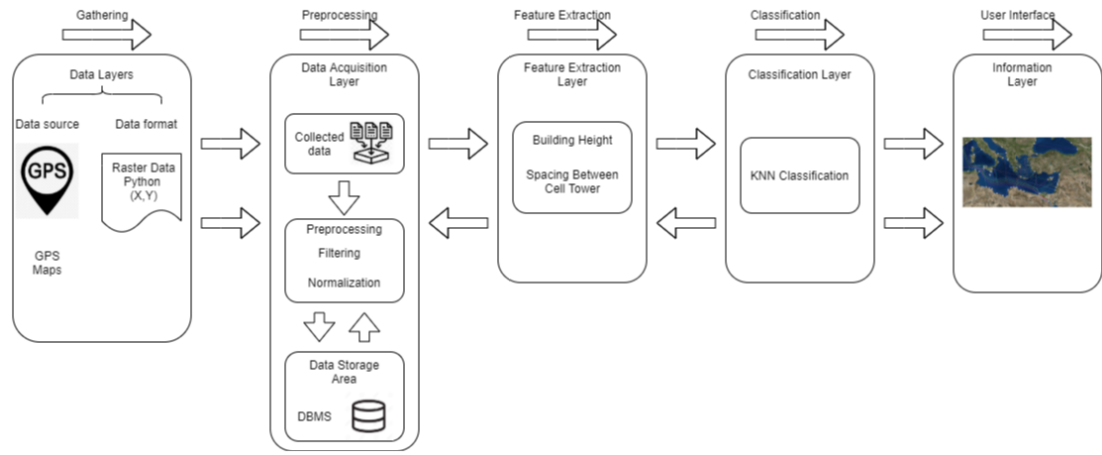 Gathering
Preprocessing
Feature Extraction
Classification
User Interface
Data Layers
Data source
Data format
GPS
Raster Data
Python
(X,Y)
GPS
Maps
Data Acquisition
Layer
Collected
data
Preprocessing
Filtering
Normalization
Data Storage
Area
DBMS
Feature Extraction
Layer
Building Height
Spacing Between
Cell Tower
Classification Layer
KNN Classification
Information
Layer